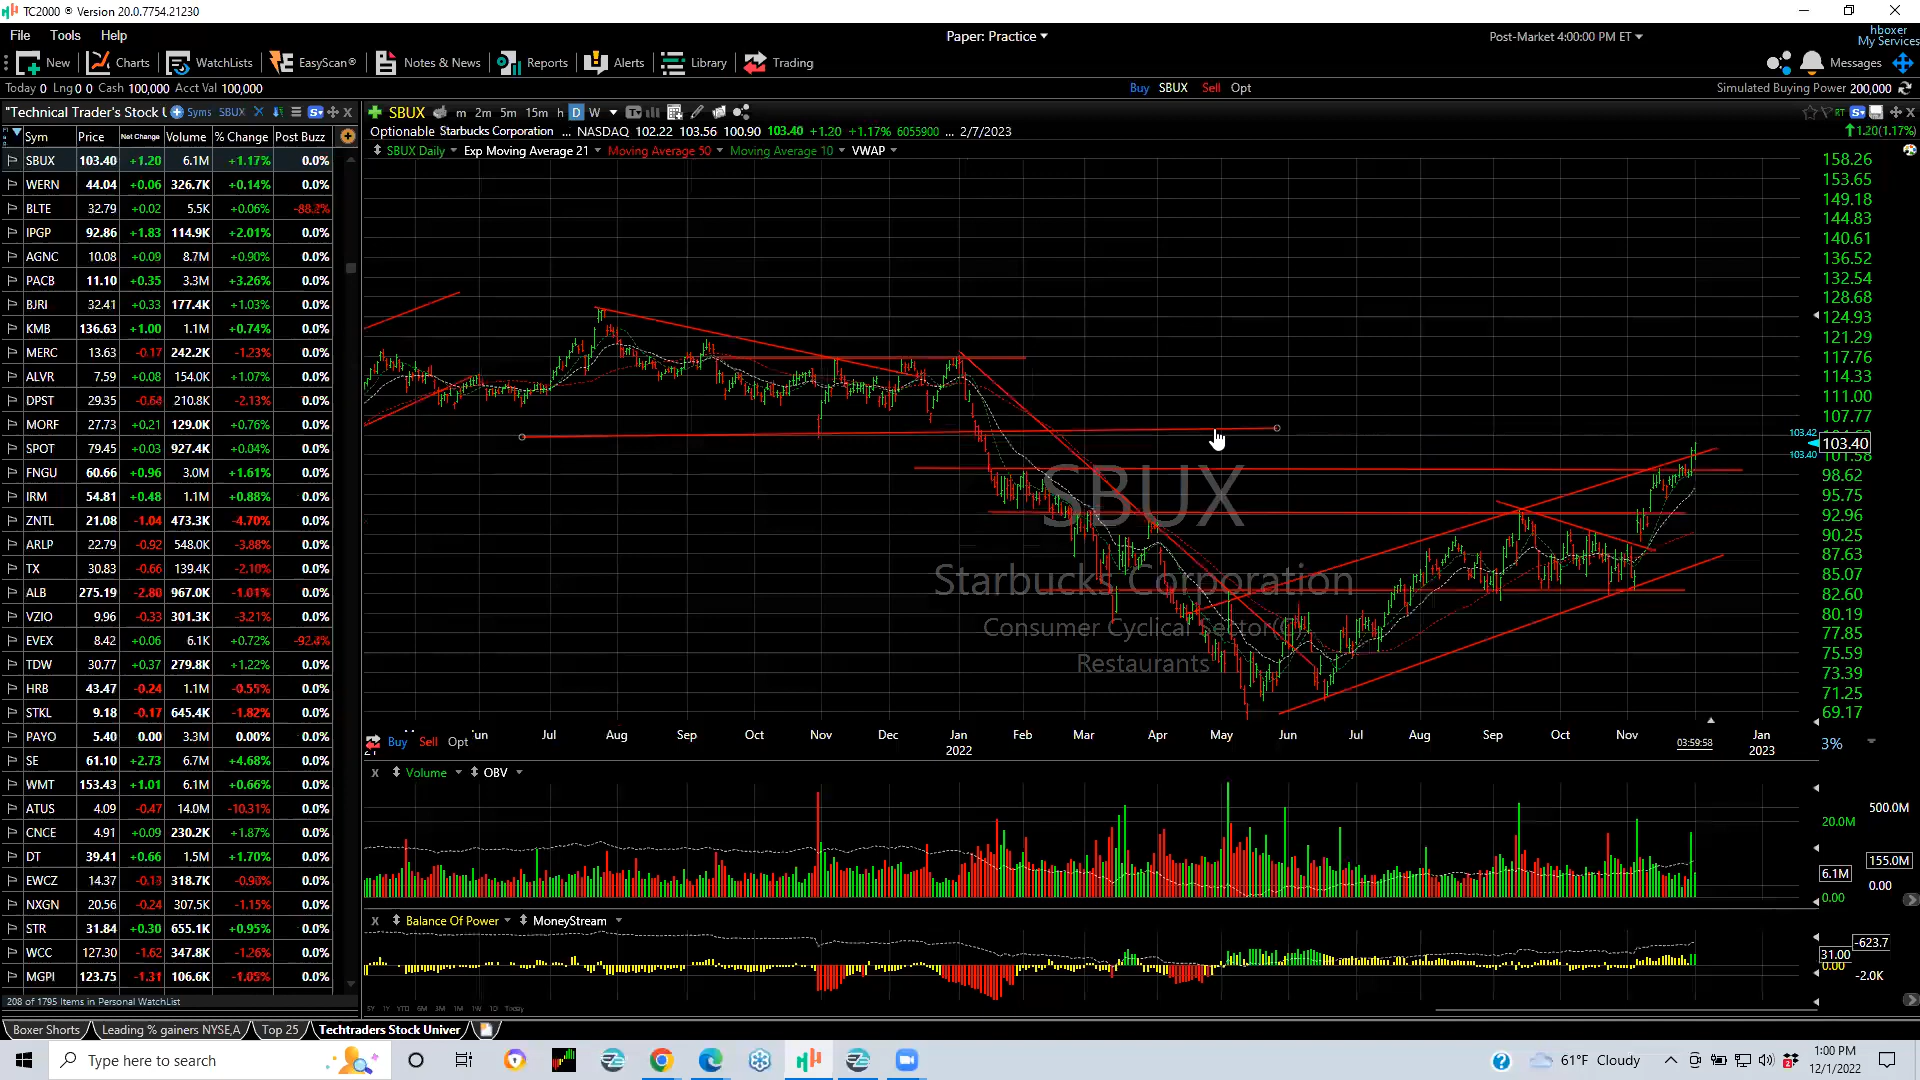 TC2000 ® Version 20.0.7754.21230
File Tools Help
Paper: Practice
Post-Market 4:00:00 PM ET
hboxer
My Services
New Charts WatchLists EasyScan® Notes & News Reports Alerts Library Trading
Messages
Today 0 Lng 0 0 Cash 100,000 Acct Val 100,000
Buy SBUX Sell Opt
Simulated Buying Power 200,000
"Technical Trader's Stock U Syms SBUX
SBUX m 2m 5m 15m h D W
RT
Sym Price Net Change Volume % Change Post Buzz
Optionable Starbucks Corporation ... NASDAQ 102.22 103.56 100.90 103.40 +1.20 +1.17% 6055900 ... 2/7/2023
1.20(1.17%)
SBUX Daily Exp Moving Average 21 Moving Average 50 Moving Average 10 VWAP
SBUX 103.40 +1.20 6.1M +1.17% 0.0%
WERN 44.04 +0.06 326.7K +0.14% 0.0%
BLTE 32.79 +0.02 5.5K +0.06% -88.2%
IPGP 92.86 +1.83 114.9K +2.01% 0.0%
AGNC 10.08 +0.09 8.7M +0.90% 0.0%
PACB 11.10 +0.35 3.3M +3.26% 0.0%
BJRI 32.41 +0.33 177.4K +1.03% 0.0%
KMB 136.63 +1.00 1.1M +0.74% 0.0%
MERC 13.63 -0.17 242.2K -1.23% 0.0%
ALVR 7.59 +0.08 154.0K +1.07% 0.0%
DPST 29.35 -0.64 210.8K -2.13% 0.0%
MORF 27.73 +0.21 129.0K +0.76% 0.0%
SPOT 79.45 +0.03 927.4K +0.04% 0.0%
FNGU 60.66 +0.96 3.0M +1.61% 0.0%
IRM 54.81 +0.48 1.1M +0.88% 0.0%
ZNTL 21.08 -1.04 473.3K -4.70% 0.0%
ARLP 22.79 -0.92 548.0K -3.88% 0.0%
TX 30.83 -0.66 139.4K -2.10% 0.0%
ALB 275.19 -2.80 967.0K -1.01% 0.0%
VZIO 9.96 -0.33 301.3K -3.21% 0.0%
EVEX 8.42 +0.06 6.1K +0.72% -92.4%
TDW 30.77 +0.37 279.8K +1.22% 0.0%
HRB 43.47 -0.24 1.1M -0.55% 0.0%
STKL 9.18 -0.17 645.4K -1.82% 0.0%
PAYO 5.40 0.00 3.3M 0.00% 0.0%
SE 61.10 +2.73 6.7M +4.68% 0.0%
WMT 153.43 +1.01 6.1M +0.66% 0.0%
ATUS 4.09 -0.47 14.0M -10.31% 0.0%
CNCE 4.91 +0.09 230.2K +1.87% 0.0%
DT 39.41 +0.66 1.5M +1.70% 0.0%
EWCZ 14.37 -0.13 318.7K -0.90% 0.0%
NXGN 20.56 -0.24 307.5K -1.15% 0.0%
STR 31.84 +0.30 655.1K +0.95% 0.0%
WCC 127.30 -1.62 347.8K -1.26% 0.0%
MGPI 123.75 -1.31 106.6K -1.05% 0.0%
208 of 1795 Items in Personal WatchList
158.26
153.65
149.18
144.83
140.61
136.52
132.54
128.68
124.93
121.29
117.76
114.33
111.00
107.77
103.42
103.40
103.40
101.58
98.62
95.75
92.96
90.25
87.63
85.07
82.60
80.19
77.85
75.59
73.39
71.25
69.17
3%
SBUX
Starbucks Corporation
Consumer Cyclical Sector
Restaurants
Jul Aug Sep Oct Nov Dec Jan Feb Mar Apr May Jun Jul Aug Sep Oct Nov Jan
2022 2023
03:59:58
Buy Sell Opt
x Volume OBV
500.0M
20.0M
155.0M
6.1M
0.00
0.00
x Balance Of Power MoneyStream
-623.7
31.00
0.00
-2.0K
5Y 1Y YTD 6M 3M 1M 1W 1D Today
Boxer Shorts Leading % gainers NYSE,A Top 25 Techtraders Stock Univer
Type here to search
61°F Cloudy
1:00 PM
12/1/2022